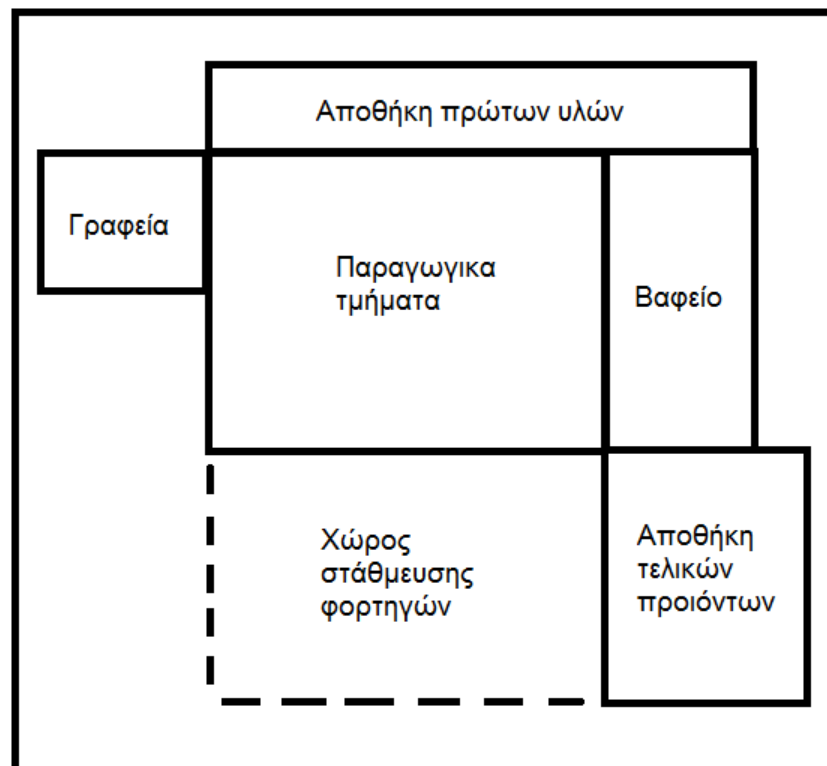 Αποθήκη πρώτων υλών
Γραφεία
Παραγωγικα
τμήματα
Βαφείο
Χώρος
στάθμευσης
φορτηγών
Αποθήκη
τελικών
προιόντων